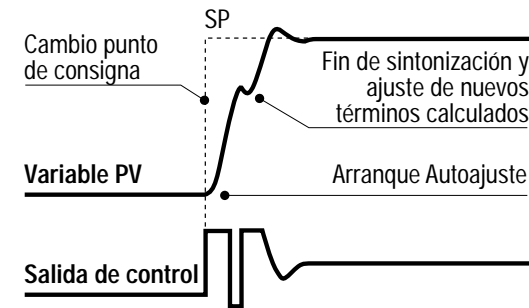 SP
Cambio punto
de consigna
Fin de sintonización y
ajuste de nuevos
términos calculados
Variable PV
Arranque Autoajuste
Salida de control